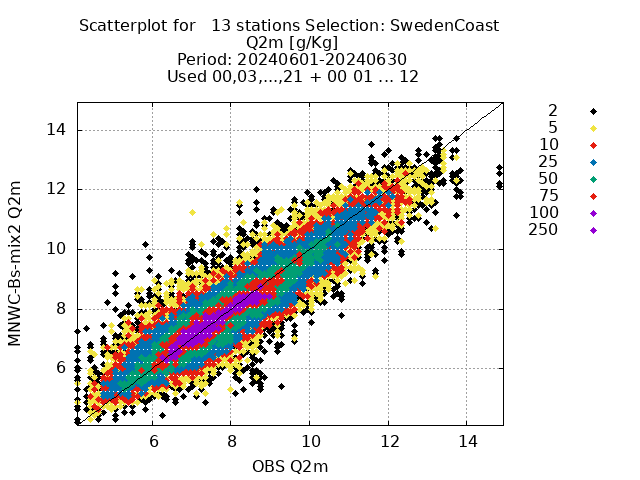 Scatterplot for   13 stations Selection: SwedenCoast
Q2m [g/Kg]
Period: 20240601-20240630
Used 00,03,...,21 + 00 01 ... 12
2
5
10
25
50
75
100
250
14
12
10
8
6
MNWC-Bs-mix2 Q2m
6 8 10 12 14
OBS Q2m